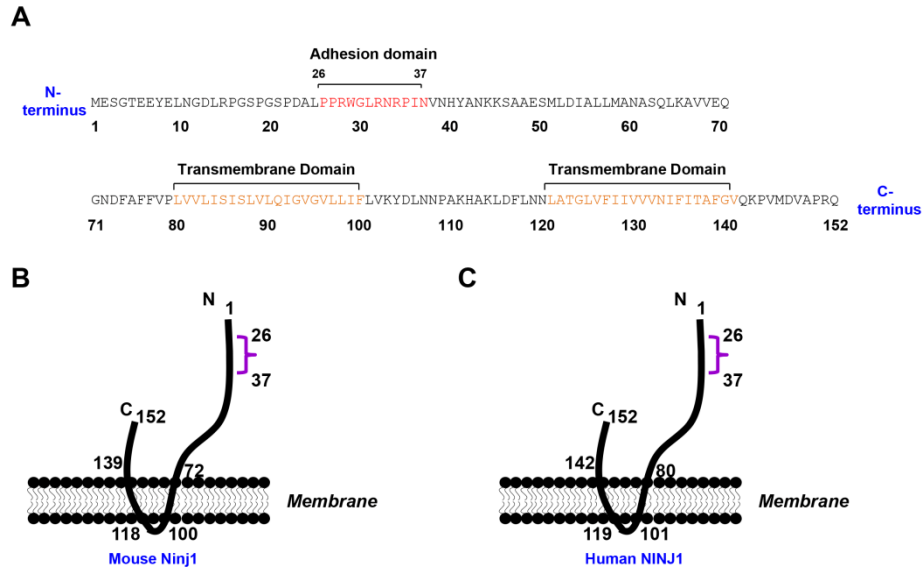 A
Adhesion domain
26 37
N-terminus
MESGTEEYELNGDLRPGSPGSPDALPPRWGLRNRPINVNHYANKKSAAESMLDIALLMANASQLKAVVEQ
1 10 20 30 40 50 60 70
Transmembrane Domain Transmembrane Domain
GNDFAFFVPLVVLISISLVLQIGVGVLLIFLVKYDLNNPAKHAKLDFLNNLATGLVFIIVVVNIFITAFGVQKPVMDVAPRQ
C-terminus
71 80 90 100 110 120 130 140 152
B
N 1
26
37
C 152
139 72
Membrane
118 100
Mouse Ninj1
C
N 1
26
37
C 152
142 80
Membrane
119 101
Human NINJ1